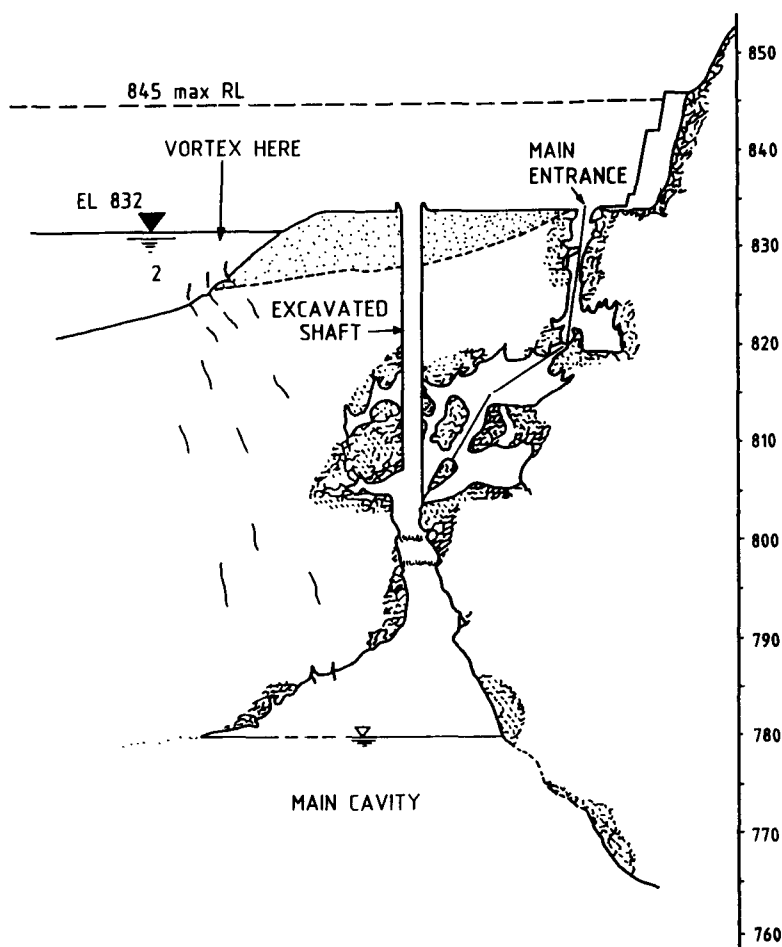 850
845 max RL
840
VORTEX HERE
MAIN
ENTRANCE
EL 832
830
2
EXCAVATED
SHAFT
820
810
800
790
780
MAIN CAVITY
770
760